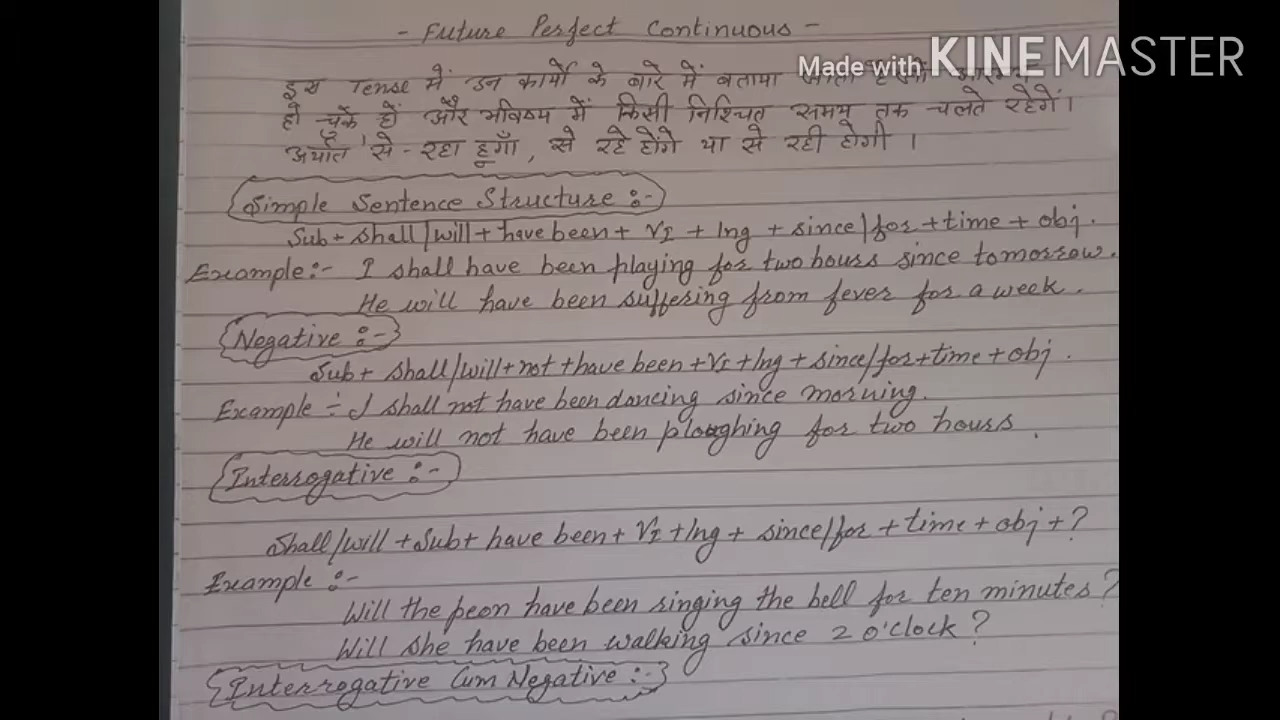 - Future Perfect Continuous -
Made with KINEMASTER
इस Tense में उन कार्यों के बारे में बताया जाता है
हो चुके हों और भविष्य में किसी निश्चित समय तक चलते रहेगें।
अर्थात से - रहा हूगाँ, से रहे होंगे या से रही होगी ।
Simple Sentence Structure :-
Sub + shall/will + have been + V1 + Ing + since/for + time + obj.
Example:- I shall have been playing for two hours since tomorrow.
He will have been suffering from fever for a week.
Negative :-
Sub + shall/will + not + have been + V1 + Ing + since/for + time + obj.
Example ÷ I shall not have been dancing since morning.
He will not have been ploughing for two hours.
Interrogative :-
Shall/will + Sub + have been + V1 + Ing + since/for + time + obj + ?
Example :-
Will the peon have been singing the bell for ten minutes?
Will she have been walking since 2 o'clock?
Interrogative Cum Negative :-